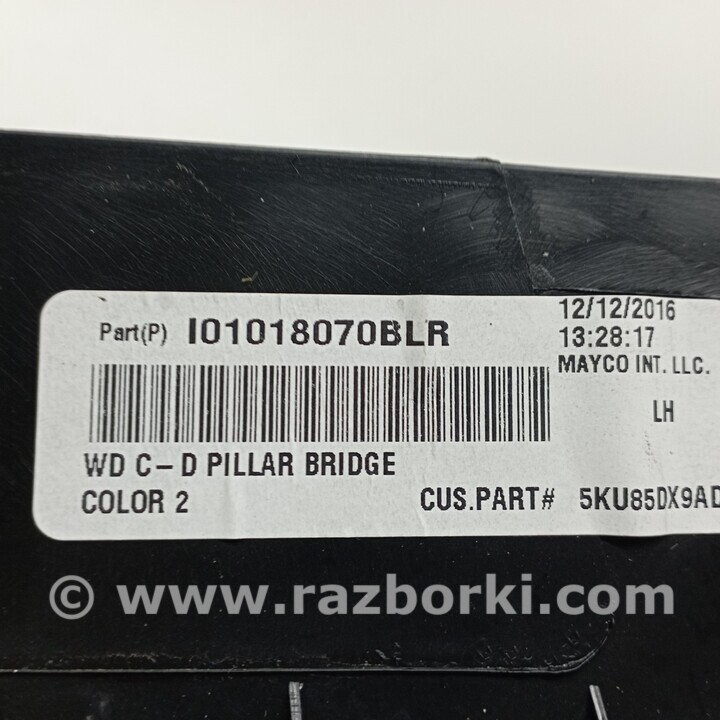 12/12/2016
Part(P) I01018070BLR
13:28:17
MAYCO INT. LLC.
LH
WD C-D PILLAR BRIDGE
COLOR 2
CUS.PART# 5KU85DX9AD
© www.razborki.com